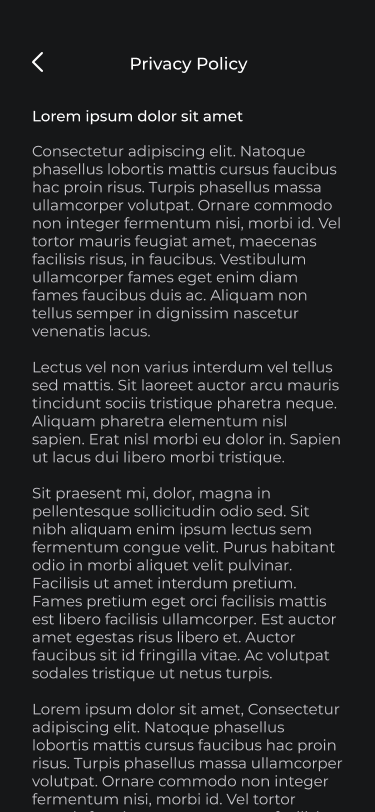 Privacy Policy
Lorem ipsum dolor sit amet
Consectetur adipiscing elit. Natoque
phasellus lobortis mattis cursus faucibus
hac proin risus. Turpis phasellus massa
ullamcorper volutpat. Ornare commodo
non integer fermentum nisi, morbi id. Vel
tortor mauris feugiat amet, maecenas
facilisis risus, in faucibus. Vestibulum
ullamcorper fames eget enim diam
fames faucibus duis ac. Aliquam non
tellus semper in dignissim nascetur
venenatis lacus.
Lectus vel non varius interdum vel tellus
sed mattis. Sit laoreet auctor arcu mauris
tincidunt sociis tristique pharetra neque.
Aliquam pharetra elementum nisl
sapien. Erat nisl morbi eu dolor in. Sapien
ut lacus dui libero morbi tristique.
Sit praesent mi, dolor, magna in
pellentesque sollicitudin odio sed. Sit
nibh aliquam enim ipsum lectus sem
fermentum congue velit. Purus habitant
odio in morbi aliquet velit pulvinar.
Facilisis ut amet interdum pretium.
Fames pretium eget orci facilisis mattis
est libero facilisis ullamcorper. Est auctor
amet egestas risus libero et. Auctor
faucibus sit id fringilla vitae. Ac volutpat
sodales tristique ut netus turpis.
Lorem ipsum dolor sit amet, Consectetur
adipiscing elit. Natoque phasellus
lobortis mattis cursus faucibus hac proin
risus. Turpis phasellus massa ullamcorper
volutpat. Ornare commodo non integer
fermentum nisi, morbi id. Vel tortor